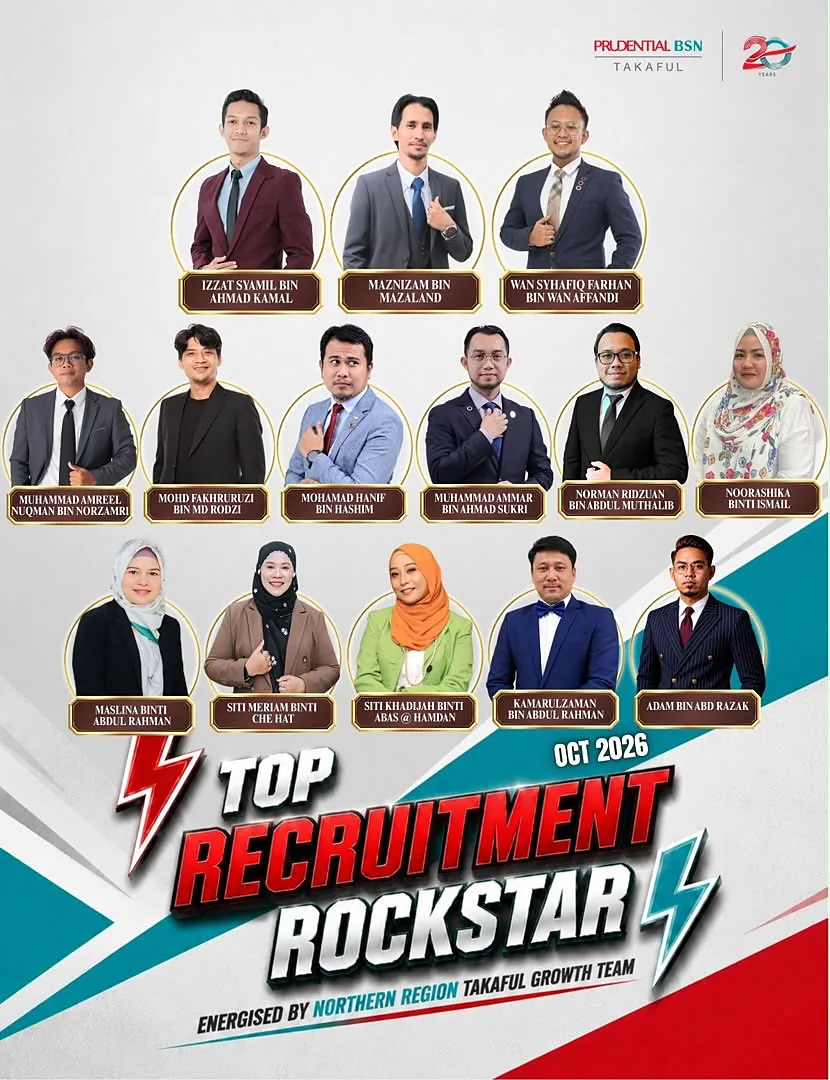 PRUDENTIAL BSN
TAKAFUL
20
YEARS
IZZAT SYAMIL BIN
AHMAD KAMAL
MAZNIZAM BIN
MAZALAND
WAN SYHAFIQ FARHAN
BIN WAN AFFANDI
MUHAMMAD AMREEL
NUQMAN BIN NORZAMRI
MOHD FAKHRURUZI
BIN MD RODZI
MOHAMAD HANIF
BIN HASHIM
MUHAMMAD AMMAR
BIN AHMAD SUKRI
NORMAN RIDZUAN
BIN ABDUL MUTHALIB
NOORASHIKA
BINTI ISMAIL
MASLINA BINTI
ABDUL RAHMAN
SITI MERIAM BINTI
CHE HAT
SITI KHADIJAH BINTI
ABAS @ HAMDAN
KAMARULZAMAN
BIN ABDUL RAHMAN
ADAM BIN ABD RAZAK
OCT 2026
TOP
RECRUITMENT
ROCKSTAR
ENERGISED BY NORTHERN REGION TAKAFUL GROWTH TEAM